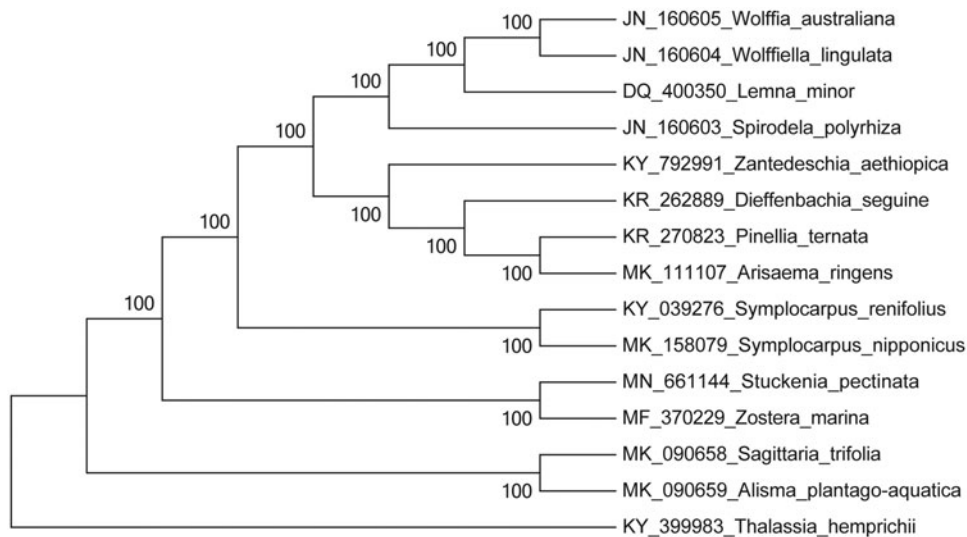 100
JN_160605_Wolffia_australiana
100
JN_160604_Wolffiella_lingulata
100
DQ_400350_Lemna_minor
100
JN_160603_Spirodela_polyrhiza
KY_792991_Zantedeschia_aethiopica
100
KR_262889_Dieffenbachia_seguine
100
KR_270823_Pinellia_ternata
100
100
MK_111107_Arisaema_ringens
100
KY_039276_Symplocarpus_renifolius
100
MK_158079_Symplocarpus_nipponicus
MN_661144_Stuckenia_pectinata
100
MF_370229_Zostera_marina
MK_090658_Sagittaria_trifolia
100
MK_090659_Alisma_plantago-aquatica
KY_399983_Thalassia_hemprichii